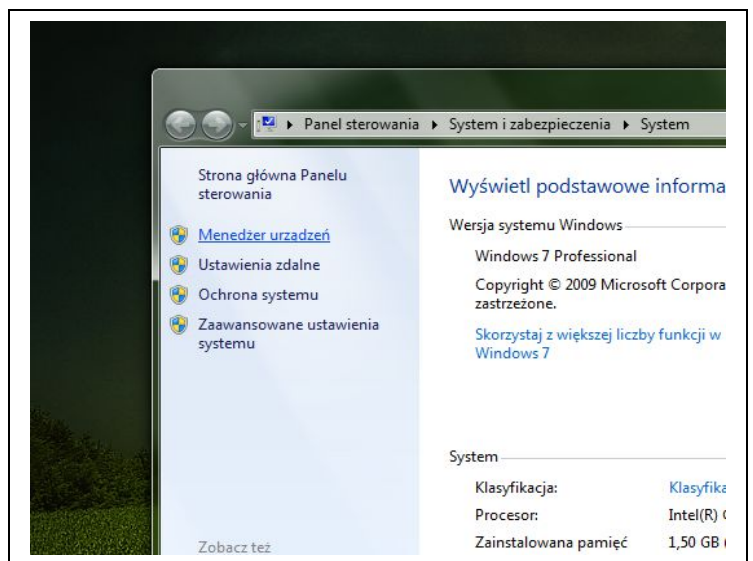 Panel sterowania ▸ System i zabezpieczenia ▸ System
Strona główna Panelu
sterowania
Menedżer urządzeń
Ustawienia zdalne
Ochrona systemu
Zaawansowane ustawienia
systemu
Zobacz też
Wyświetl podstawowe informa
Wersja systemu Windows
Windows 7 Professional
Copyright © 2009 Microsoft Corpora
zastrzeżone.
Skorzystaj z większej liczby funkcji w
Windows 7
System
Klasyfikacja: Klasyfika
Procesor: Intel(R)
Zainstalowana pamięć 1,50 GB